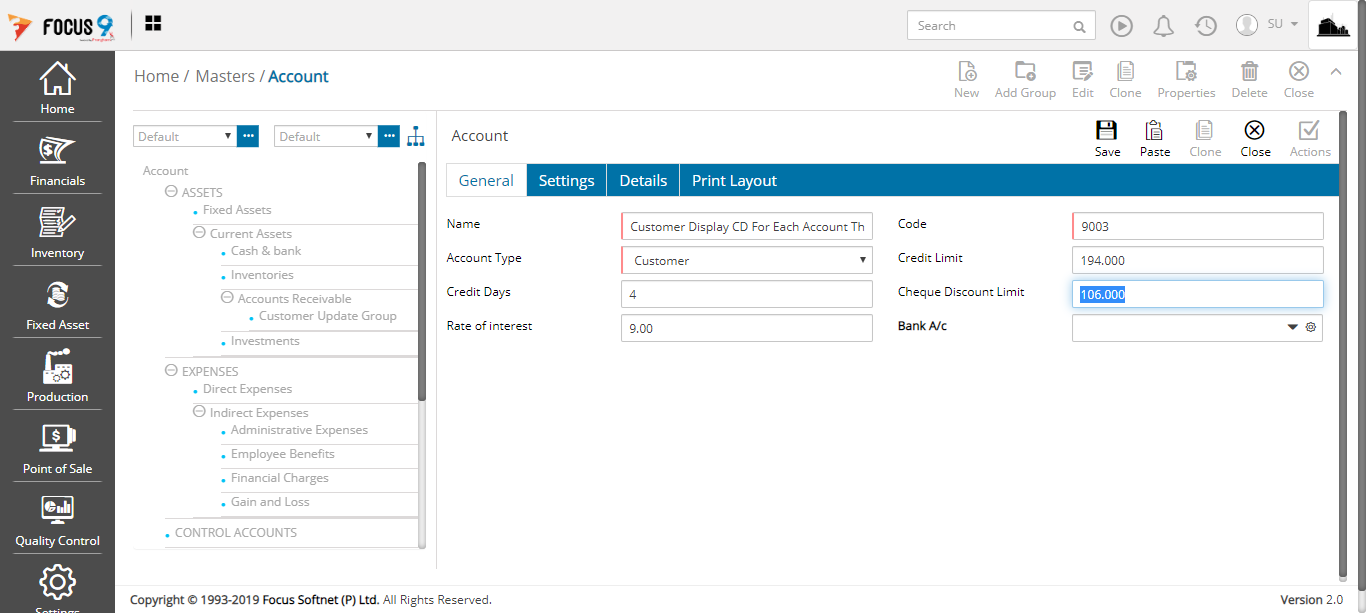 FOCUS 9
Search
SU
Home
Financials
Inventory
Fixed Asset
Production
Point of Sale
Quality Control
Settings
Home / Masters / Account
New
Add Group
Edit
Clone
Properties
Delete
Close
Default
Default
Account
ASSETS
Fixed Assets
Current Assets
Cash & bank
Inventories
Accounts Receivable
Customer Update Group
Investments
EXPENSES
Direct Expenses
Indirect Expenses
Administrative Expenses
Employee Benefits
Financial Charges
Gain and Loss
CONTROL ACCOUNTS
Account
Save
Paste
Clone
Close
Actions
General
Settings
Details
Print Layout
Name
Customer Display CD For Each Account Th
Code
9003
Account Type
Customer
Credit Limit
194.000
Credit Days
4
Cheque Discount Limit
106.000
Rate of interest
9.00
Bank A/c
Copyright © 1993-2019 Focus Softnet (P) Ltd. All Rights Reserved.
Version 2.0